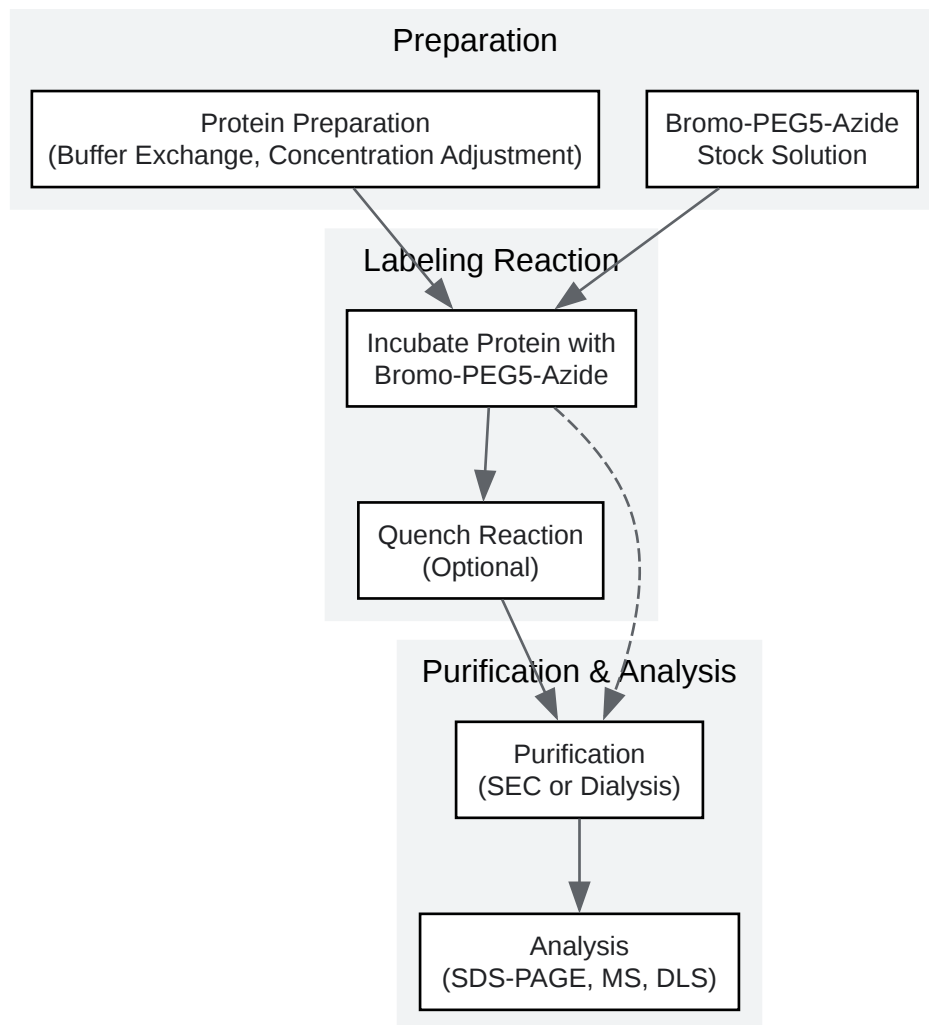 Preparation
Protein Preparation
(Buffer Exchange, Concentration Adjustment)
Bromo-PEG5-Azide
Stock Solution
Labeling Reaction
Incubate Protein with
Bromo-PEG5-Azide
Quench Reaction
(Optional)
Purification & Analysis
Purification
(SEC or Dialysis)
Analysis
(SDS-PAGE, MS, DLS)